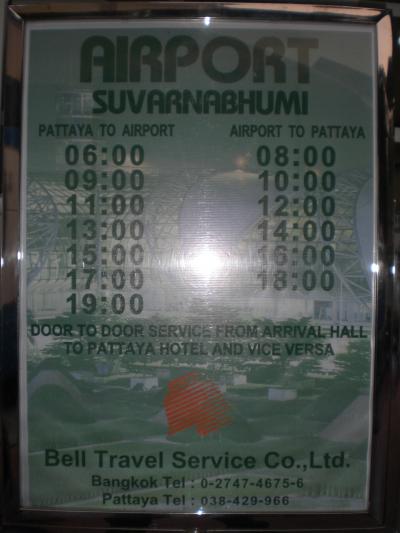 AIRPORT
SUVARNABHUMI
PATTAYA TO AIRPORT AIRPORT TO PATTAYA
06:00 08:00
09:00 10:00
11:00 12:00
13:00 14:00
15:00 16:00
17:00 18:00
19:00
DOOR TO DOOR SERVICE FROM ARRIVAL HALL
TO PATTAYA HOTEL AND VICE VERSA
Bell Travel Service Co.,Ltd.
Bangkok Tel : 0-2747-4675-6
Pattaya Tel : 038-429-966